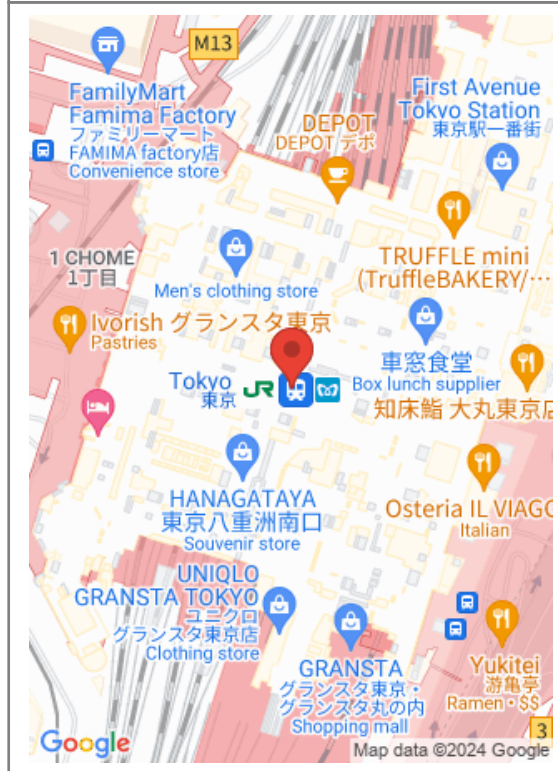 M13
FamilyMart
Famima Factory
ファミリーマート
FAMIMA factory店
Convenience store
First Avenue
Tokyo Station
東京駅一番街
DEPOT
DEPOT デポ
1 CHOME
1丁目
Men's clothing store
TRUFFLE mini
(TruffleBAKERY/…
Ivorish グランスタ東京
Pastries
車窓食堂
Box lunch supplier
Tokyo
東京
JR
知床鮨 大丸東京店
HANAGATAYA
東京八重洲南口
Souvenir store
Osteria IL VIAGG
Italian
UNIQLO
GRANSTA TOKYO
ユニクロ
グランスタ東京店
Clothing store
GRANSTA
グランスタ東京・
グランスタ丸の内
Shopping mall
Yukitei
游亀亭
Ramen・$$
3
Google
Map data ©2024 Google